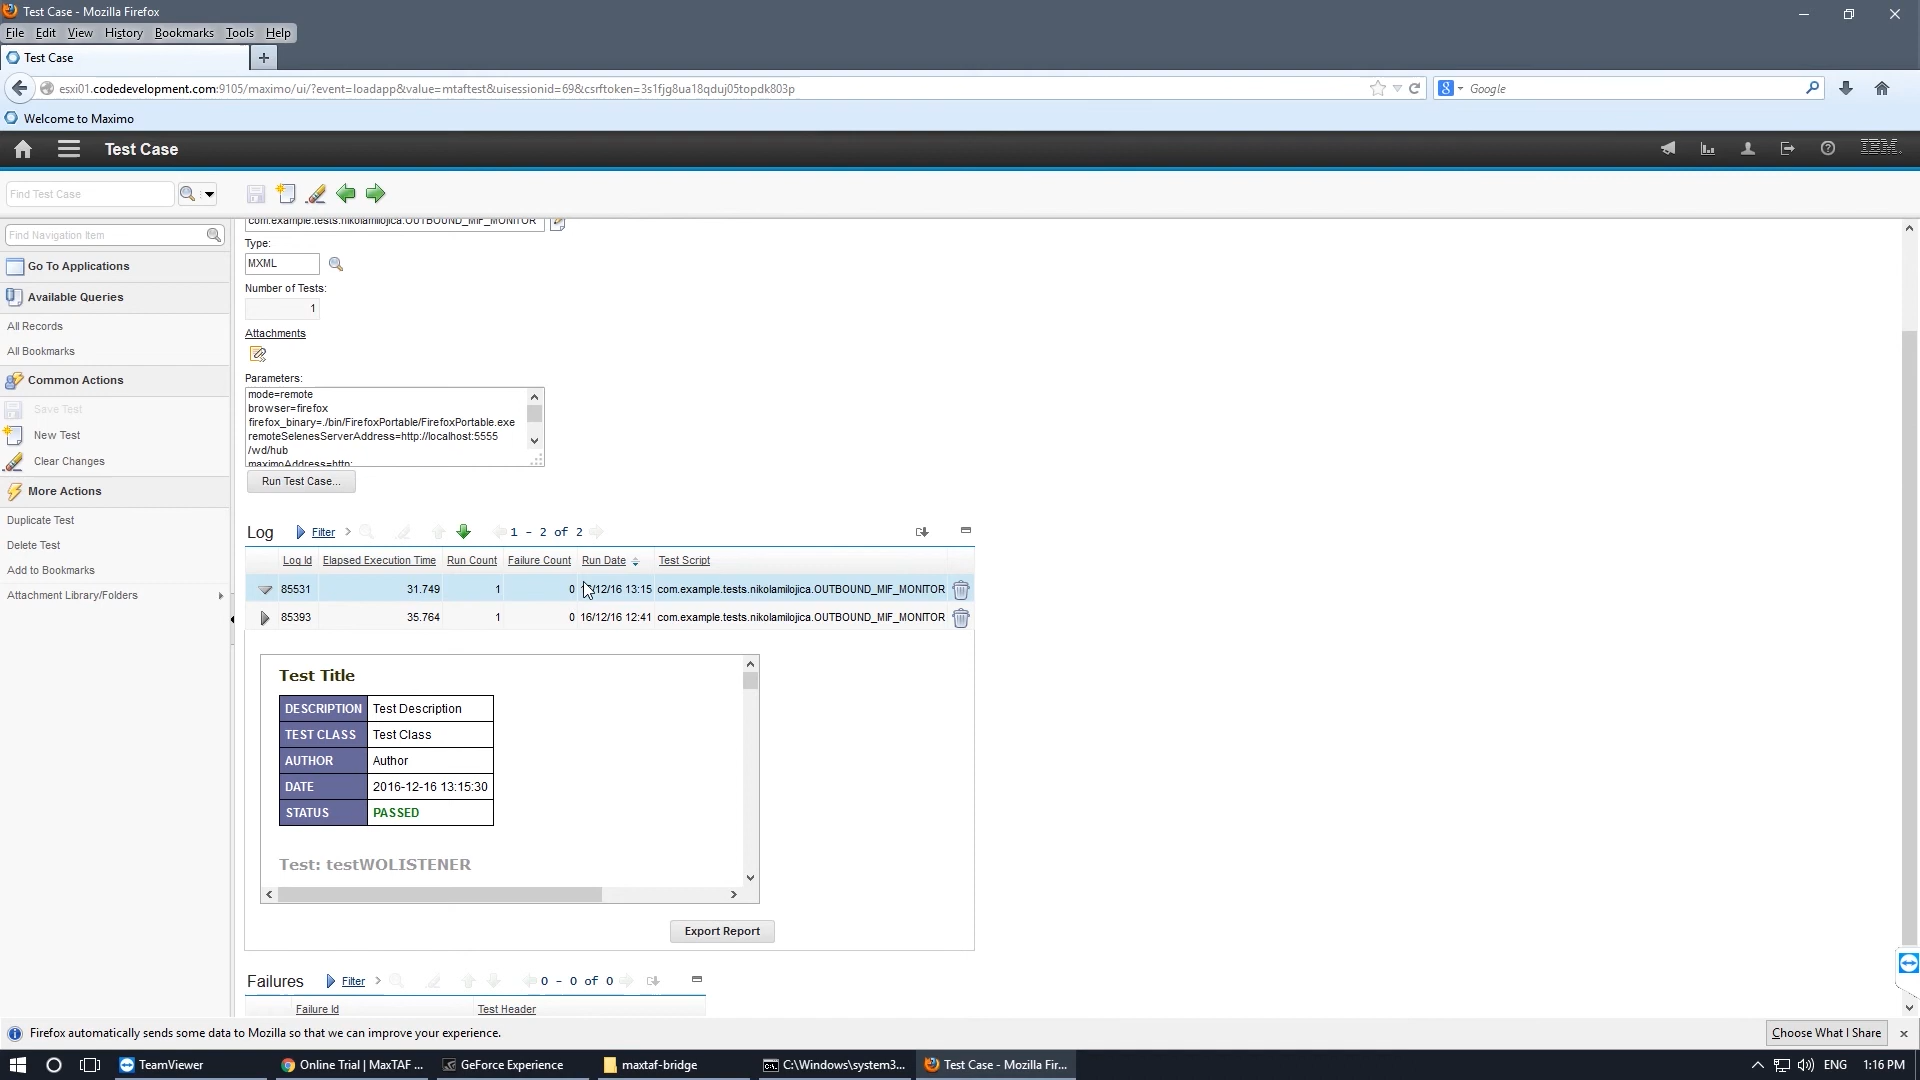 Test Case - Mozilla Firefox
File Edit View History Bookmarks Tools Help
Test Case
esxi01.codedevelopment.com:9105/maximo/ui/?event=loadapp&value=mtaftest&uisessionid=69&csrftoken=3s1fjg8ua18qduj05topdk803p
Google
Welcome to Maximo
Test Case
IBM.
Find Test Case
Find Navigation Item
Go To Applications
Available Queries
All Records
All Bookmarks
Common Actions
Save Test
New Test
Clear Changes
More Actions
Duplicate Test
Delete Test
Add to Bookmarks
Attachment Library/Folders
com.example.tests.nikolamilojica.OUTBOUND_MIF_MONITOR
Type:
MXML
Number of Tests:
1
Attachments
Parameters:
mode=remote
browser=firefox
firefox_binary=./bin/FirefoxPortable/FirefoxPortable.exe
remoteSelenesServerAddress=http://localhost:5555
/wd/hub
maximoAddress=http:
Run Test Case...
Log Filter 1 - 2 of 2
Log Id Elapsed Execution Time Run Count Failure Count Run Date Test Script
85531 31.749 1 0 /12/16 13:15 com.example.tests.nikolamilojica.OUTBOUND_MIF_MONITOR
85393 35.764 1 0 16/12/16 12:41 com.example.tests.nikolamilojica.OUTBOUND_MIF_MONITOR
Test Title
DESCRIPTION Test Description
TEST CLASS Test Class
AUTHOR Author
DATE 2016-12-16 13:15:30
STATUS PASSED
Test: testWOLISTENER
Export Report
Failures Filter 0 - 0 of 0
Failure Id Test Header
Firefox automatically sends some data to Mozilla so that we can improve your experience.
Choose What I Share
TeamViewer
Online Trial | MaxTAF ...
GeForce Experience
maxtaf-bridge
C:\Windows\system3...
Test Case - Mozilla Fir...
ENG
1:16 PM